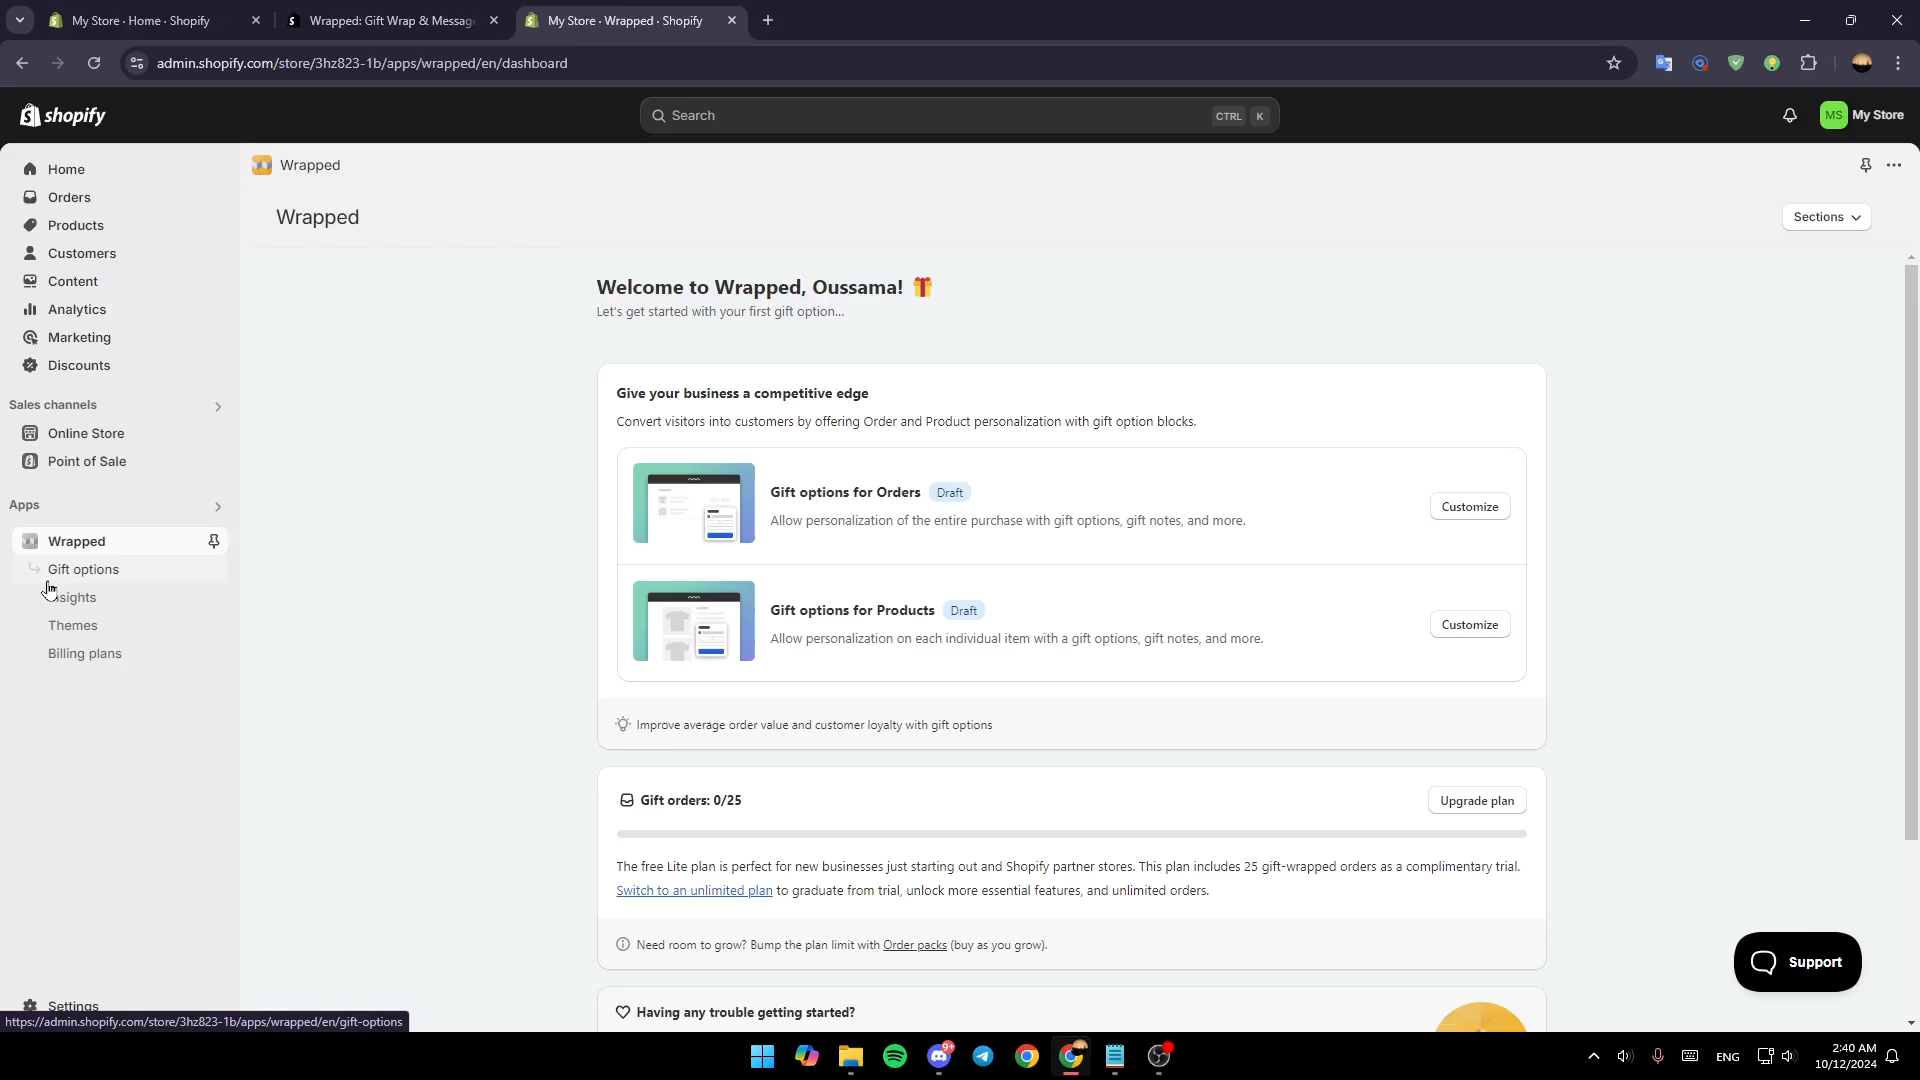 My Store · Home · Shopify
Wrapped: Gift Wrap & Messag
My Store · Wrapped · Shopify
admin.shopify.com/store/3hz823-1b/apps/wrapped/en/dashboard
shopify
Search
CTRL K
MS My Store
Home
Orders
Products
Customers
Content
Analytics
Marketing
Discounts
Sales channels
Online Store
Point of Sale
Apps
Wrapped
Gift options
nsights
Themes
Billing plans
Settings
https://admin.shopify.com/store/3hz823-1b/apps/wrapped/en/gift-options
Wrapped
Wrapped
Sections
Welcome to Wrapped, Oussama!
Let's get started with your first gift option...
Give your business a competitive edge
Convert visitors into customers by offering Order and Product personalization with gift option blocks.
Gift options for Orders Draft
Allow personalization of the entire purchase with gift options, gift notes, and more.
Customize
Gift options for Products Draft
Allow personalization on each individual item with a gift options, gift notes, and more.
Customize
Improve average order value and customer loyalty with gift options
Gift orders: 0/25
Upgrade plan
The free Lite plan is perfect for new businesses just starting out and Shopify partner stores. This plan includes 25 gift-wrapped orders as a complimentary trial.
Switch to an unlimited plan to graduate from trial, unlock more essential features, and unlimited orders.
Need room to grow? Bump the plan limit with Order packs (buy as you grow).
Having any trouble getting started?
Support
9+
ENG
2:40 AM
10/12/2024